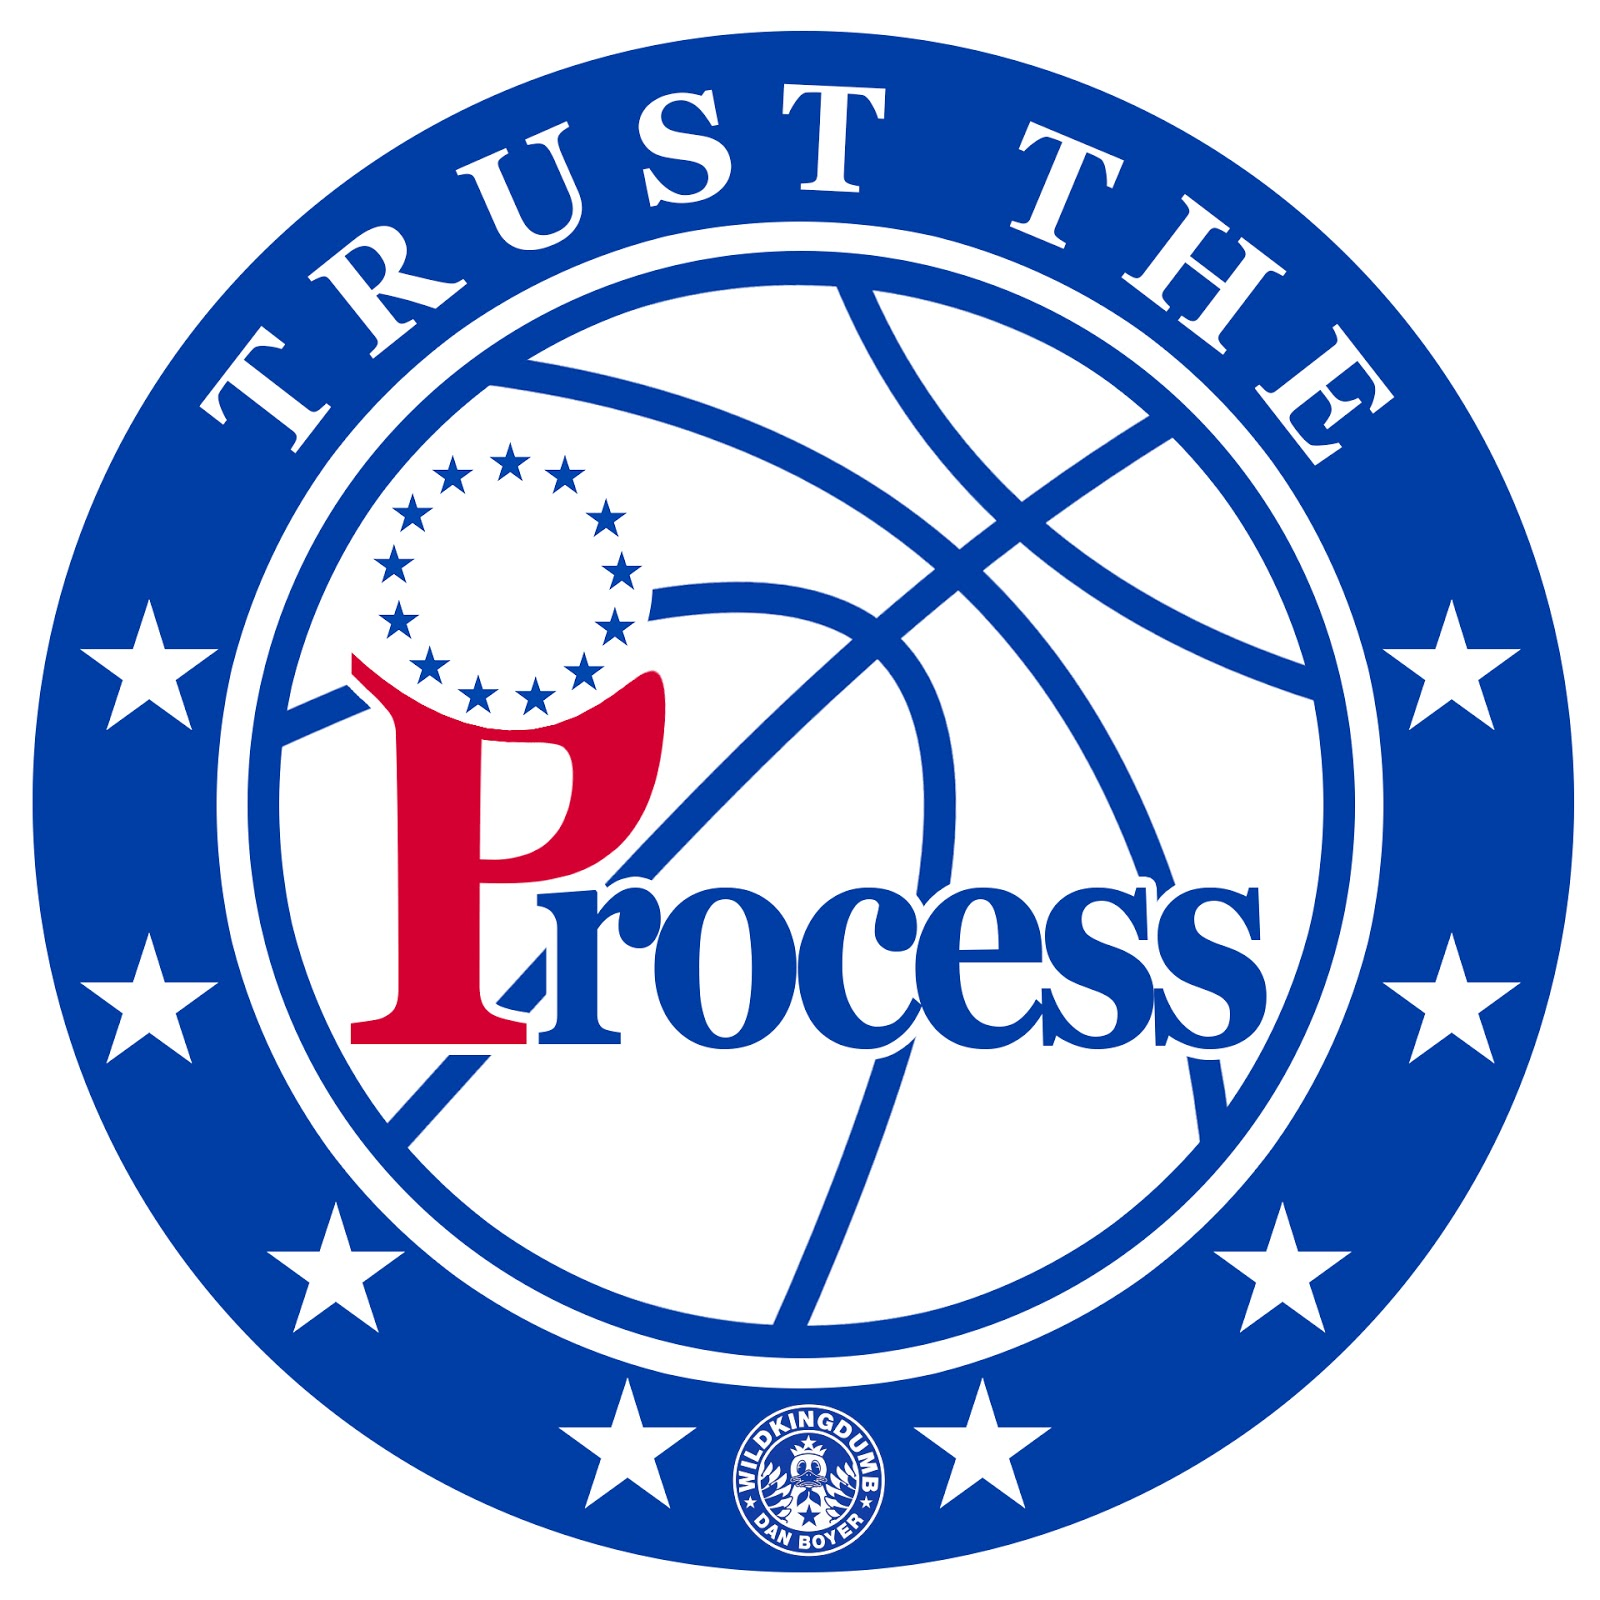 TRUST THE
Process
WILDKINGDUMB
DAN BOYER